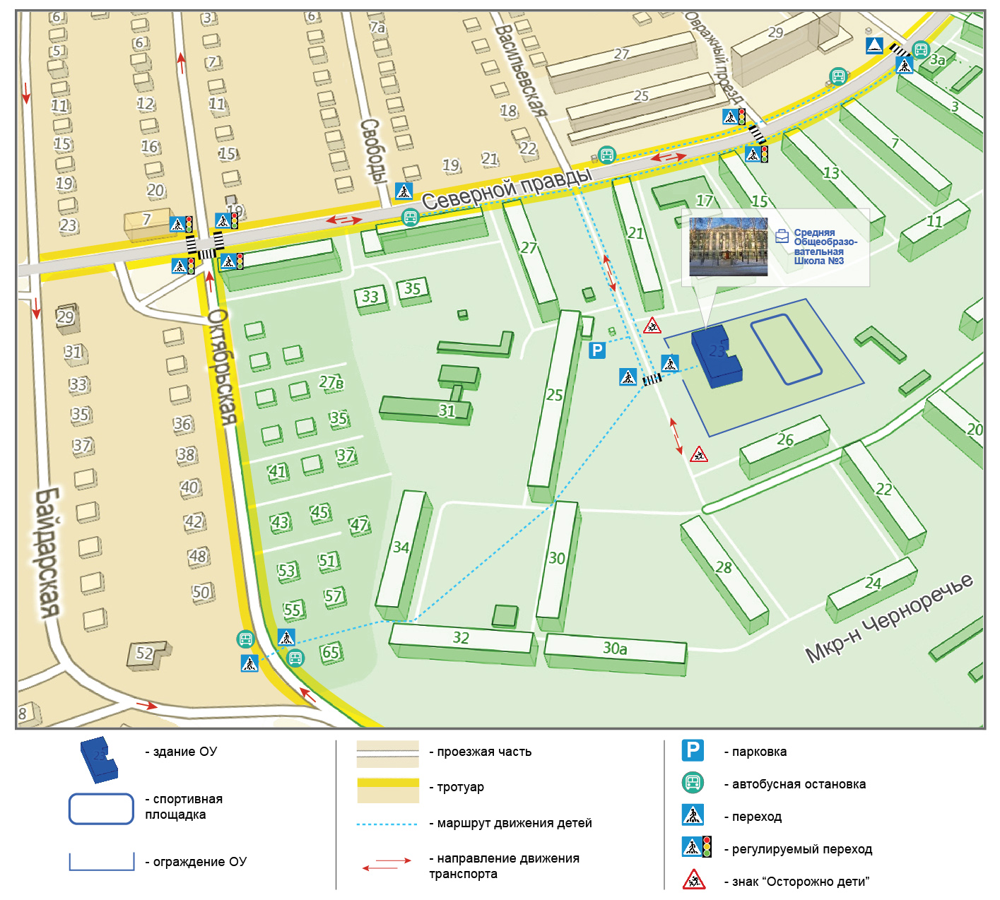 6
3
6
7а
5
6
7
11
12
11
15
16
15
19
20
19
23
7
Свободы
Васильевская
Овражный проезд
27
29
25
18
19
21
22
3а
3
7
13
15
17
11
Северной правды
21
27
Средняя
Общеобразо-
вательная
Школа №3
33
35
29
31
33
35
37
Октябрьская
Байдарская
36
38
40
42
48
50
52
8
27в
35
37
41
43
45
47
51
53
55
57
65
31
25
P
23
26
20
22
24
28
30
34
32
30а
Мкр-н Черноречье
23
- здание ОУ
- спортивная
площадка
- ограждение ОУ
- проезжая часть
- тротуар
- маршрут движения детей
- направление движения
транспорта
P
- парковка
- автобусная остановка
- переход
- регулируемый переход
- знак “Осторожно дети”